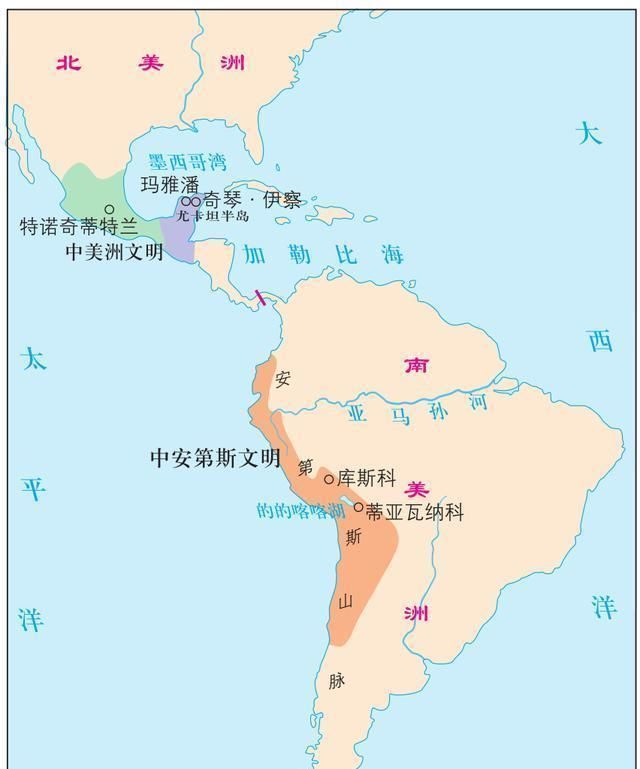 北美洲
大西洋
墨西哥湾
玛雅潘
奇琴·伊察
尤卡坦半岛
特诺奇蒂特兰
中美洲文明
加勒比海
太平洋
南美洲
安第斯山脉
亚马孙河
中安第斯文明
库斯科
的的喀喀湖
蒂亚瓦纳科